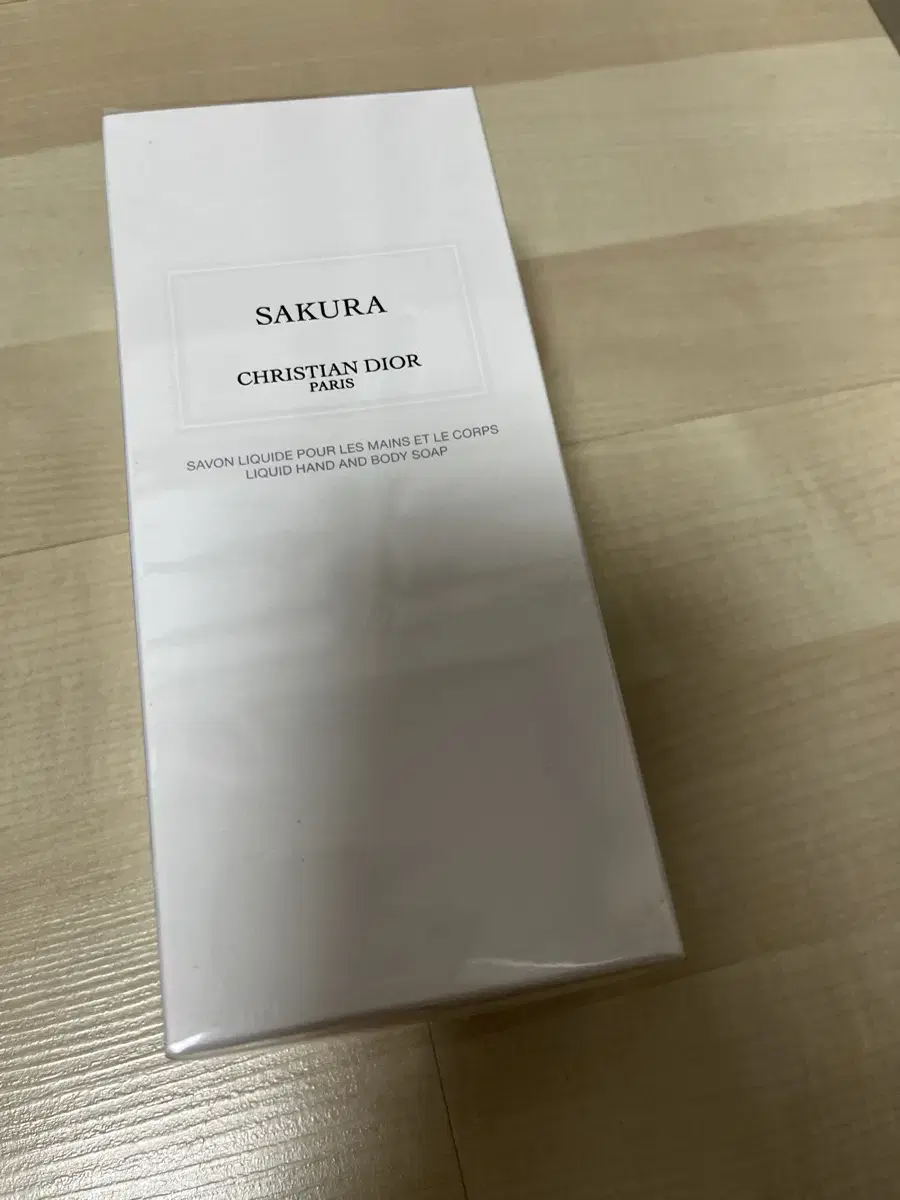 SAKURA
CHRISTIAN DIOR
PARIS
SAVON LIQUIDE POUR LES MAINS ET LE CORPS
LIQUID HAND AND BODY SOAP